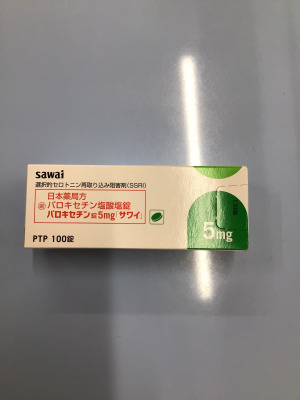 sawai
選択的セロトニン再取り込み阻害剤(SSRI)
日本薬局方
パロキセチン塩酸塩錠
パロキセチン錠5mg「サワイ」
PTP 100錠
5mg